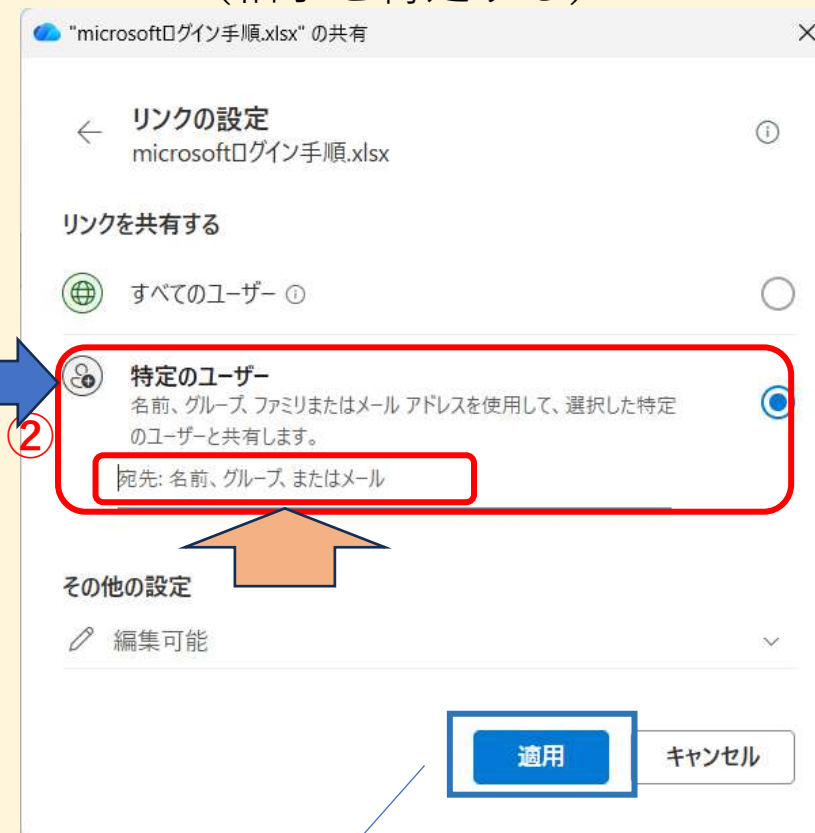 (相手を特定する)
"microsoftログイン手順.xlsx" の共有
リンクの設定
microsoftログイン手順.xlsx
リンクを共有する
すべてのユーザー
特定のユーザー
名前、グループ、ファミリまたはメール アドレスを使用して、選択した特定
のユーザーと共有します。
②
宛先: 名前、グループ、またはメール
その他の設定
編集可能
適用
キャンセル